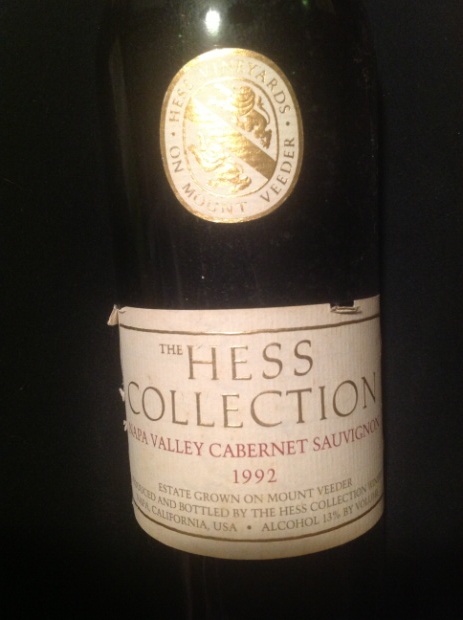 HESS VINEYARDS • ON MOUNT VEEDER •
THE HESS
COLLECTION
NAPA VALLEY CABERNET SAUVIGNON
1992
ESTATE GROWN ON MOUNT VEEDER
AND BOTTLED BY THE HESS COLLECTION
CALIFORNIA, USA • ALCOHOL 13% BY